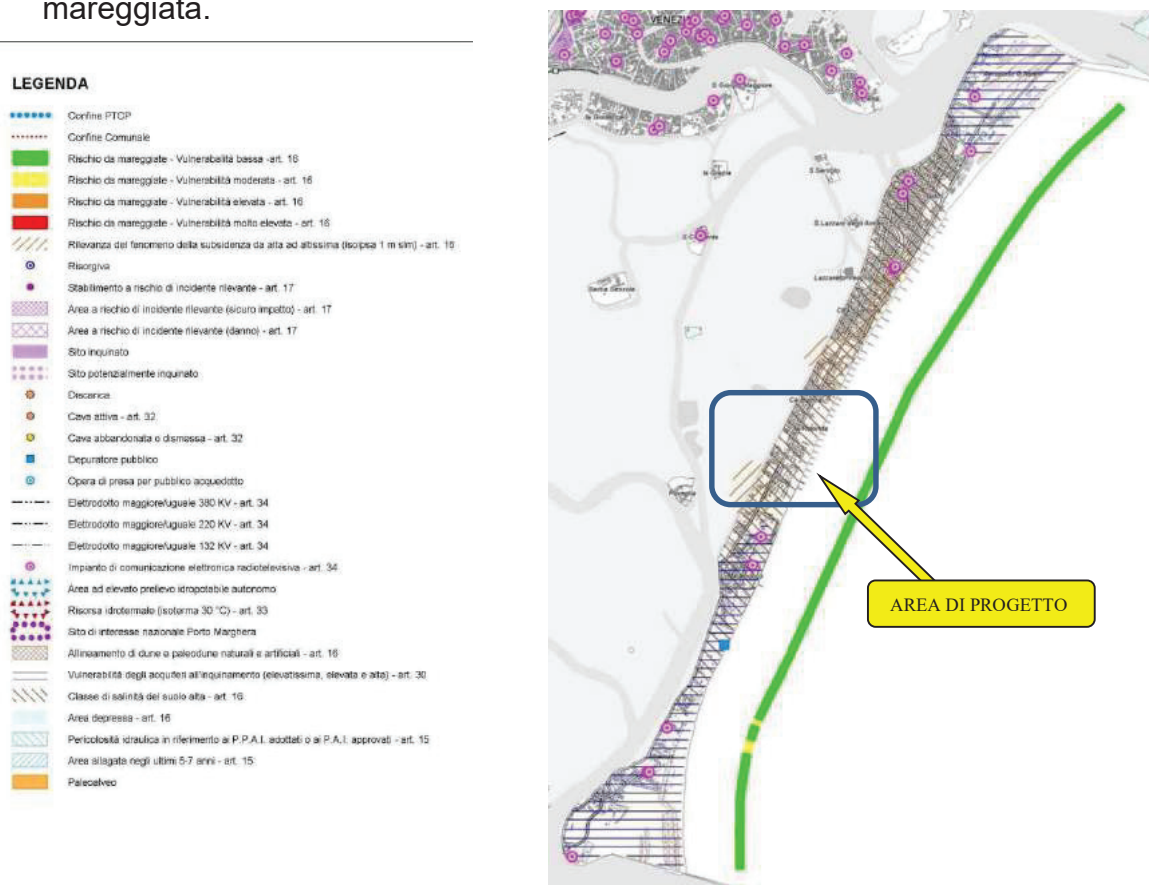 mareggiata.
LEGENDA
Confine PTCP
Confine Comunale
Rischio da mareggiate - Vulnerabilità bassa -art. 16
Rischio da mareggiate - Vulnerabilità moderata - art. 16
Rischio da mareggiate - Vulnerabilità elevata - art. 16
Rischio da mareggiate - Vulnerabilità molto elevata - art. 16
Rilevanza del fenomeno della subsidenza da alta ad altissima (isoipsa 1 m slm) - art. 16
Risorgiva
Stabilimento a rischio di incidente rilevante - art. 17
Area a rischio di incidente rilevante (sicuro impatto) - art. 17
Area a rischio di incidente rilevante (danno) - art. 17
Sito inquinato
Sito potenzialmente inquinato
Discarica
Cava attiva - art. 32
Cava abbandonata o dismessa - art. 32
Depuratore pubblico
Opera di presa per pubblico acquedotto
Elettrodotto maggiore/uguale 380 KV - art. 34
Elettrodotto maggiore/uguale 220 KV - art. 34
Elettrodotto maggiore/uguale 132 KV - art. 34
Impianto di comunicazione elettronica radiotelevisiva - art. 34
Area ad elevato prelievo idropotabile autonomo
Risorsa idrotermale (isoterma 30 °C) - art. 33
Sito di interesse nazionale Porto Marghera
Allineamento di dune e paleodune naturali e artificiali - art. 16
Vulnerabilità degli acquiferi all'inquinamento (elevatissima, elevata e alta) - art. 30
Classe di salinità del suolo alta - art. 16
Area depressa - art. 16
Pericolosità idraulica in riferimento ai P.P.A.I. adottati o ai P.A.I. approvati - art. 15
Area allagata negli ultimi 5-7 anni - art. 15
Paleoalveo
VENEZI
S Giorgio Maggiore
la Grazia
S Servolo
Sacca Sessola
Poveglia
AREA DI PROGETTO